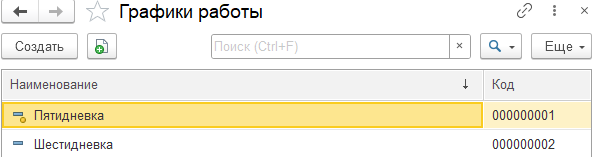 Графики работы
Создать Поиск (Ctrl+F) × Еще
Наименование ↓ Код
Пятидневка 000000001
Шестидневка 000000002